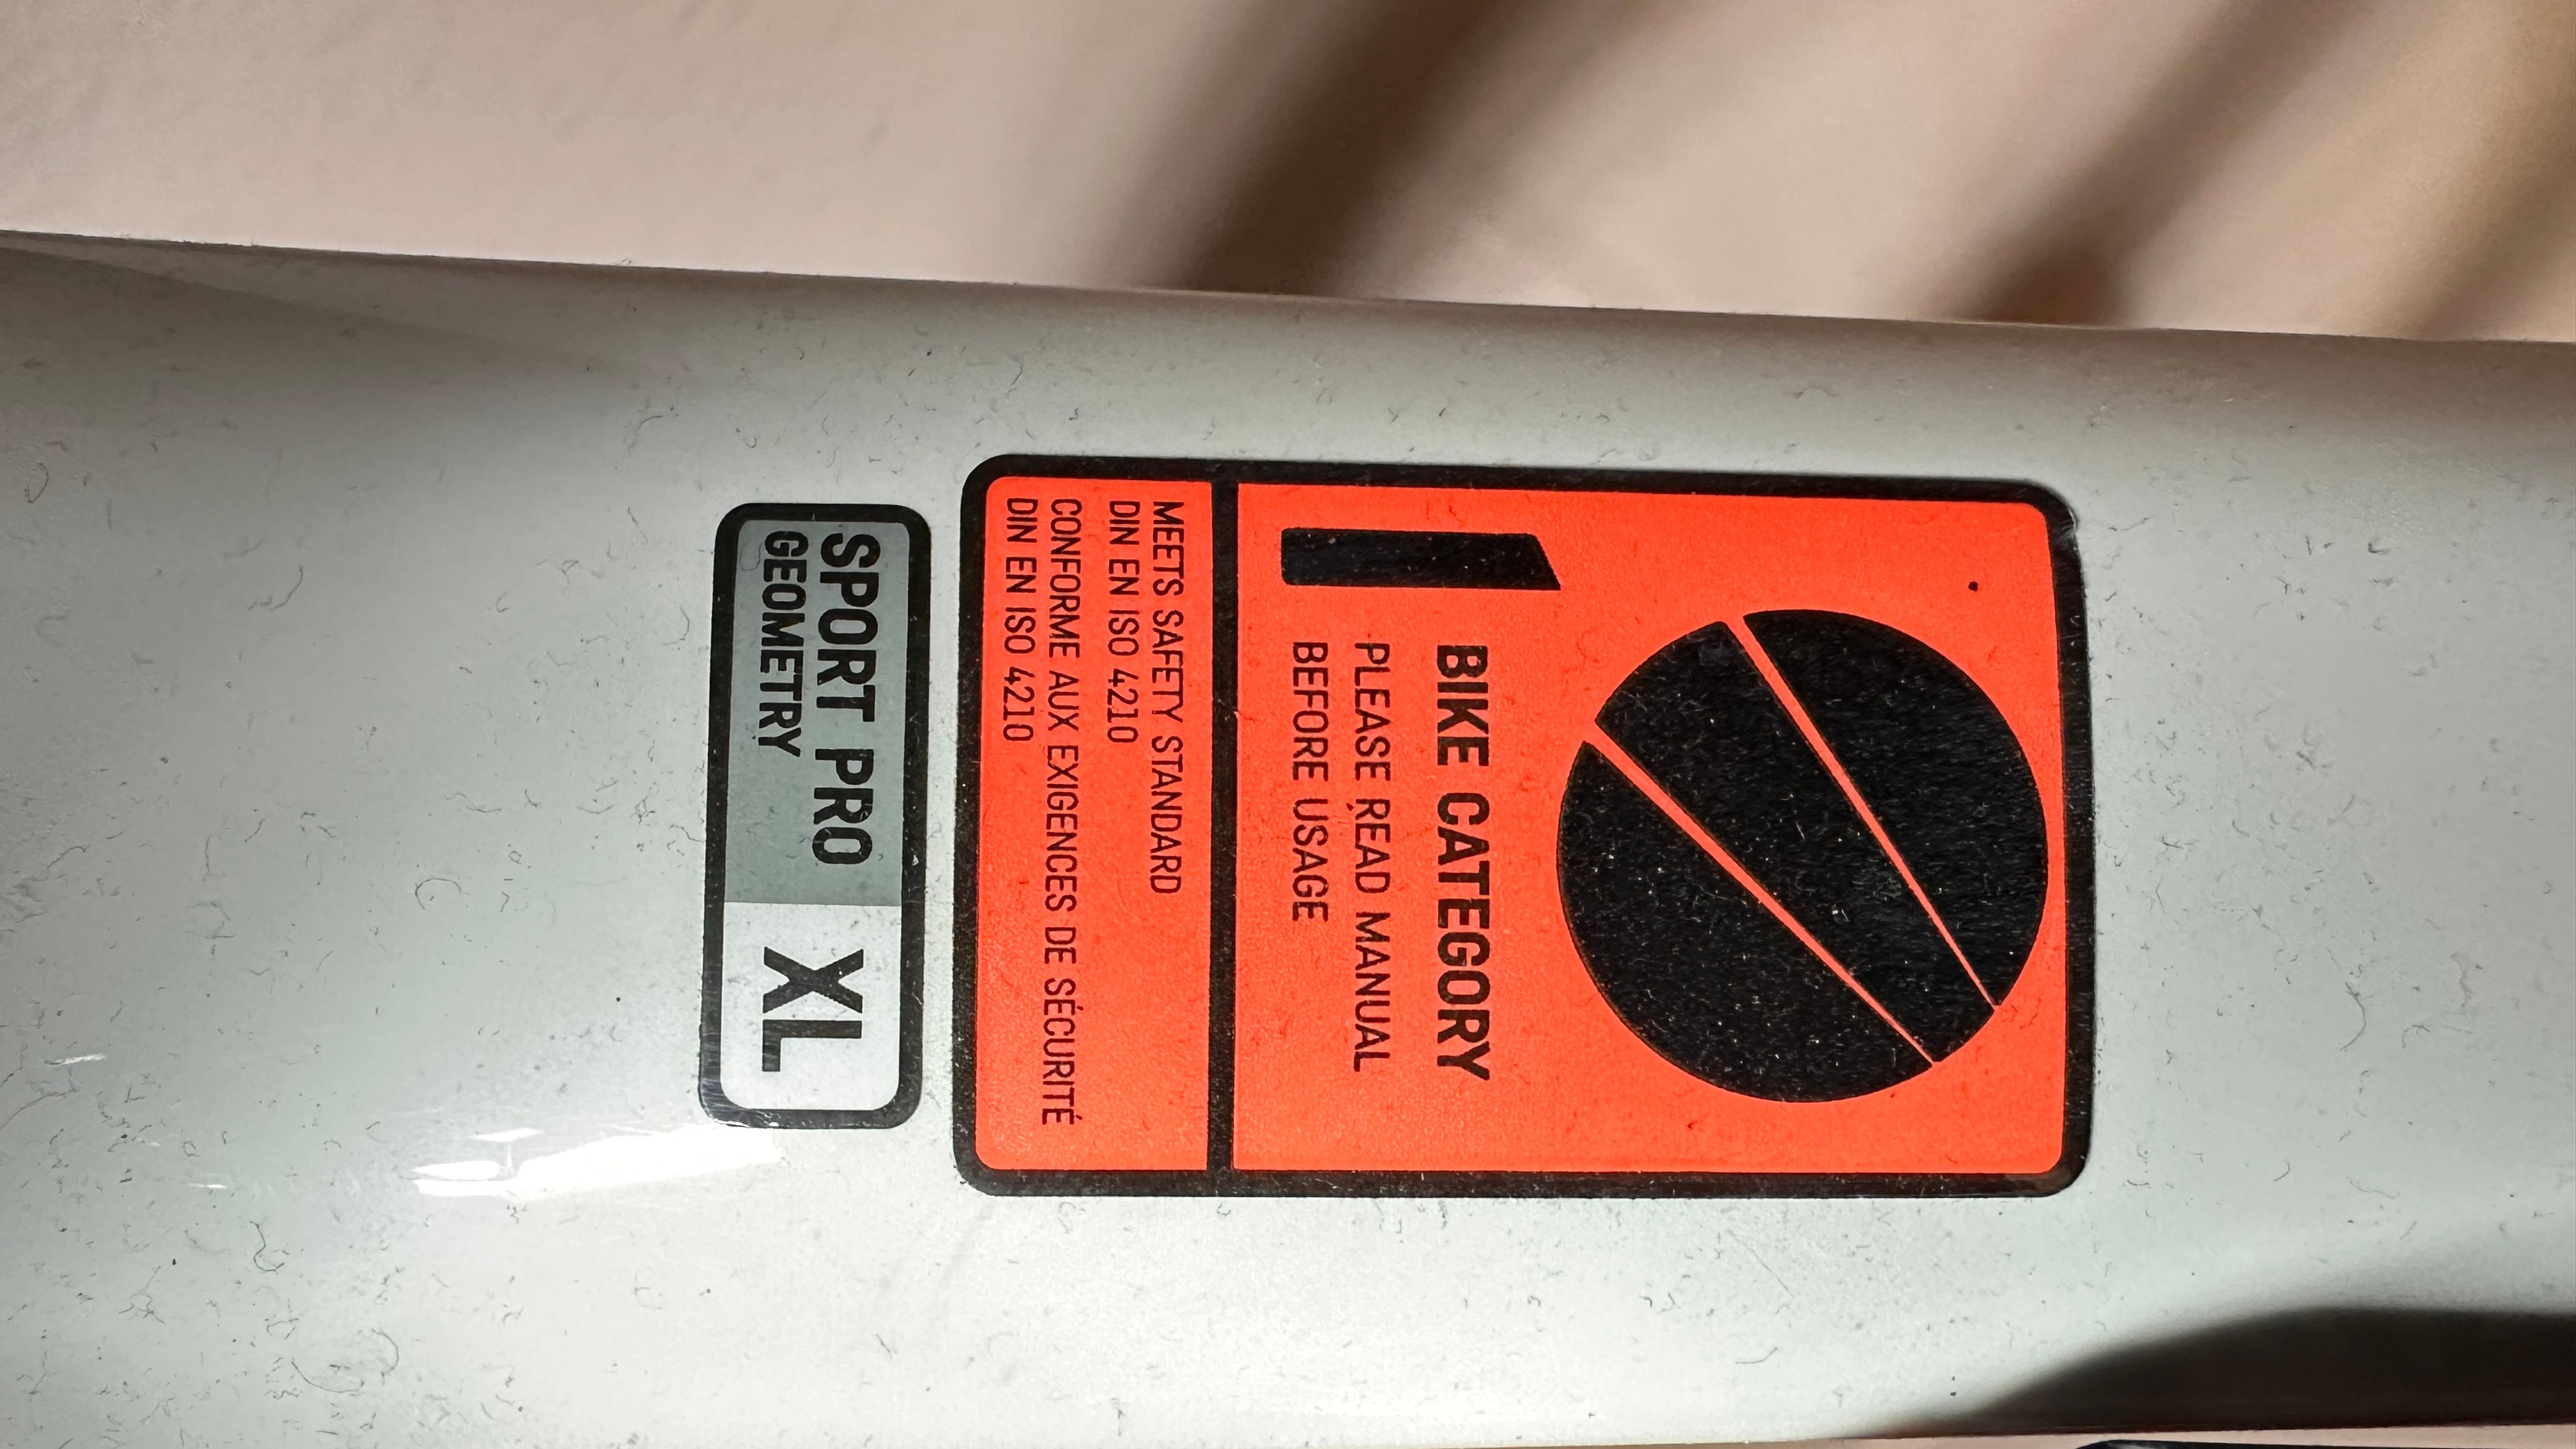 1
BIKE CATEGORY
PLEASE READ MANUAL
BEFORE USAGE
MEETS SAFETY STANDARD
DIN EN ISO 4210
CONFORME AUX EXIGENCES DE SÉCURITÉ
DIN EN ISO 4210
SPORT PRO
GEOMETRY
XL